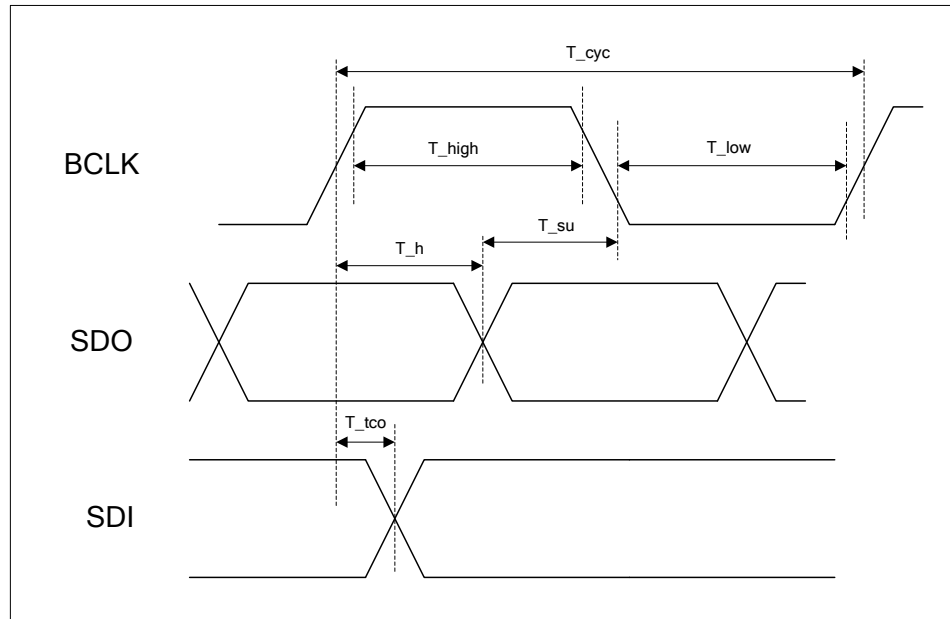 T_cyc
BCLK
T_high
T_low
T_su
T_h
SDO
T_tco
SDI